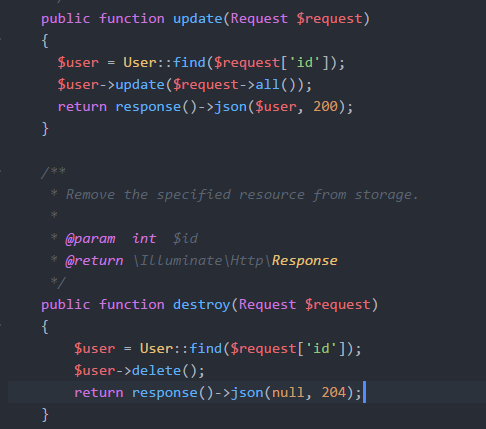 public function update(Request $request)
{
$user = User::find($request['id']);
$user->update($request->all());
return response()->json($user, 200);
}
/**
* Remove the specified resource from storage.
*
* @param  int  $id
* @return \Illuminate\Http\Response
*/
public function destroy(Request $request)
{
$user = User::find($request['id']);
$user->delete();
return response()->json(null, 204);
}